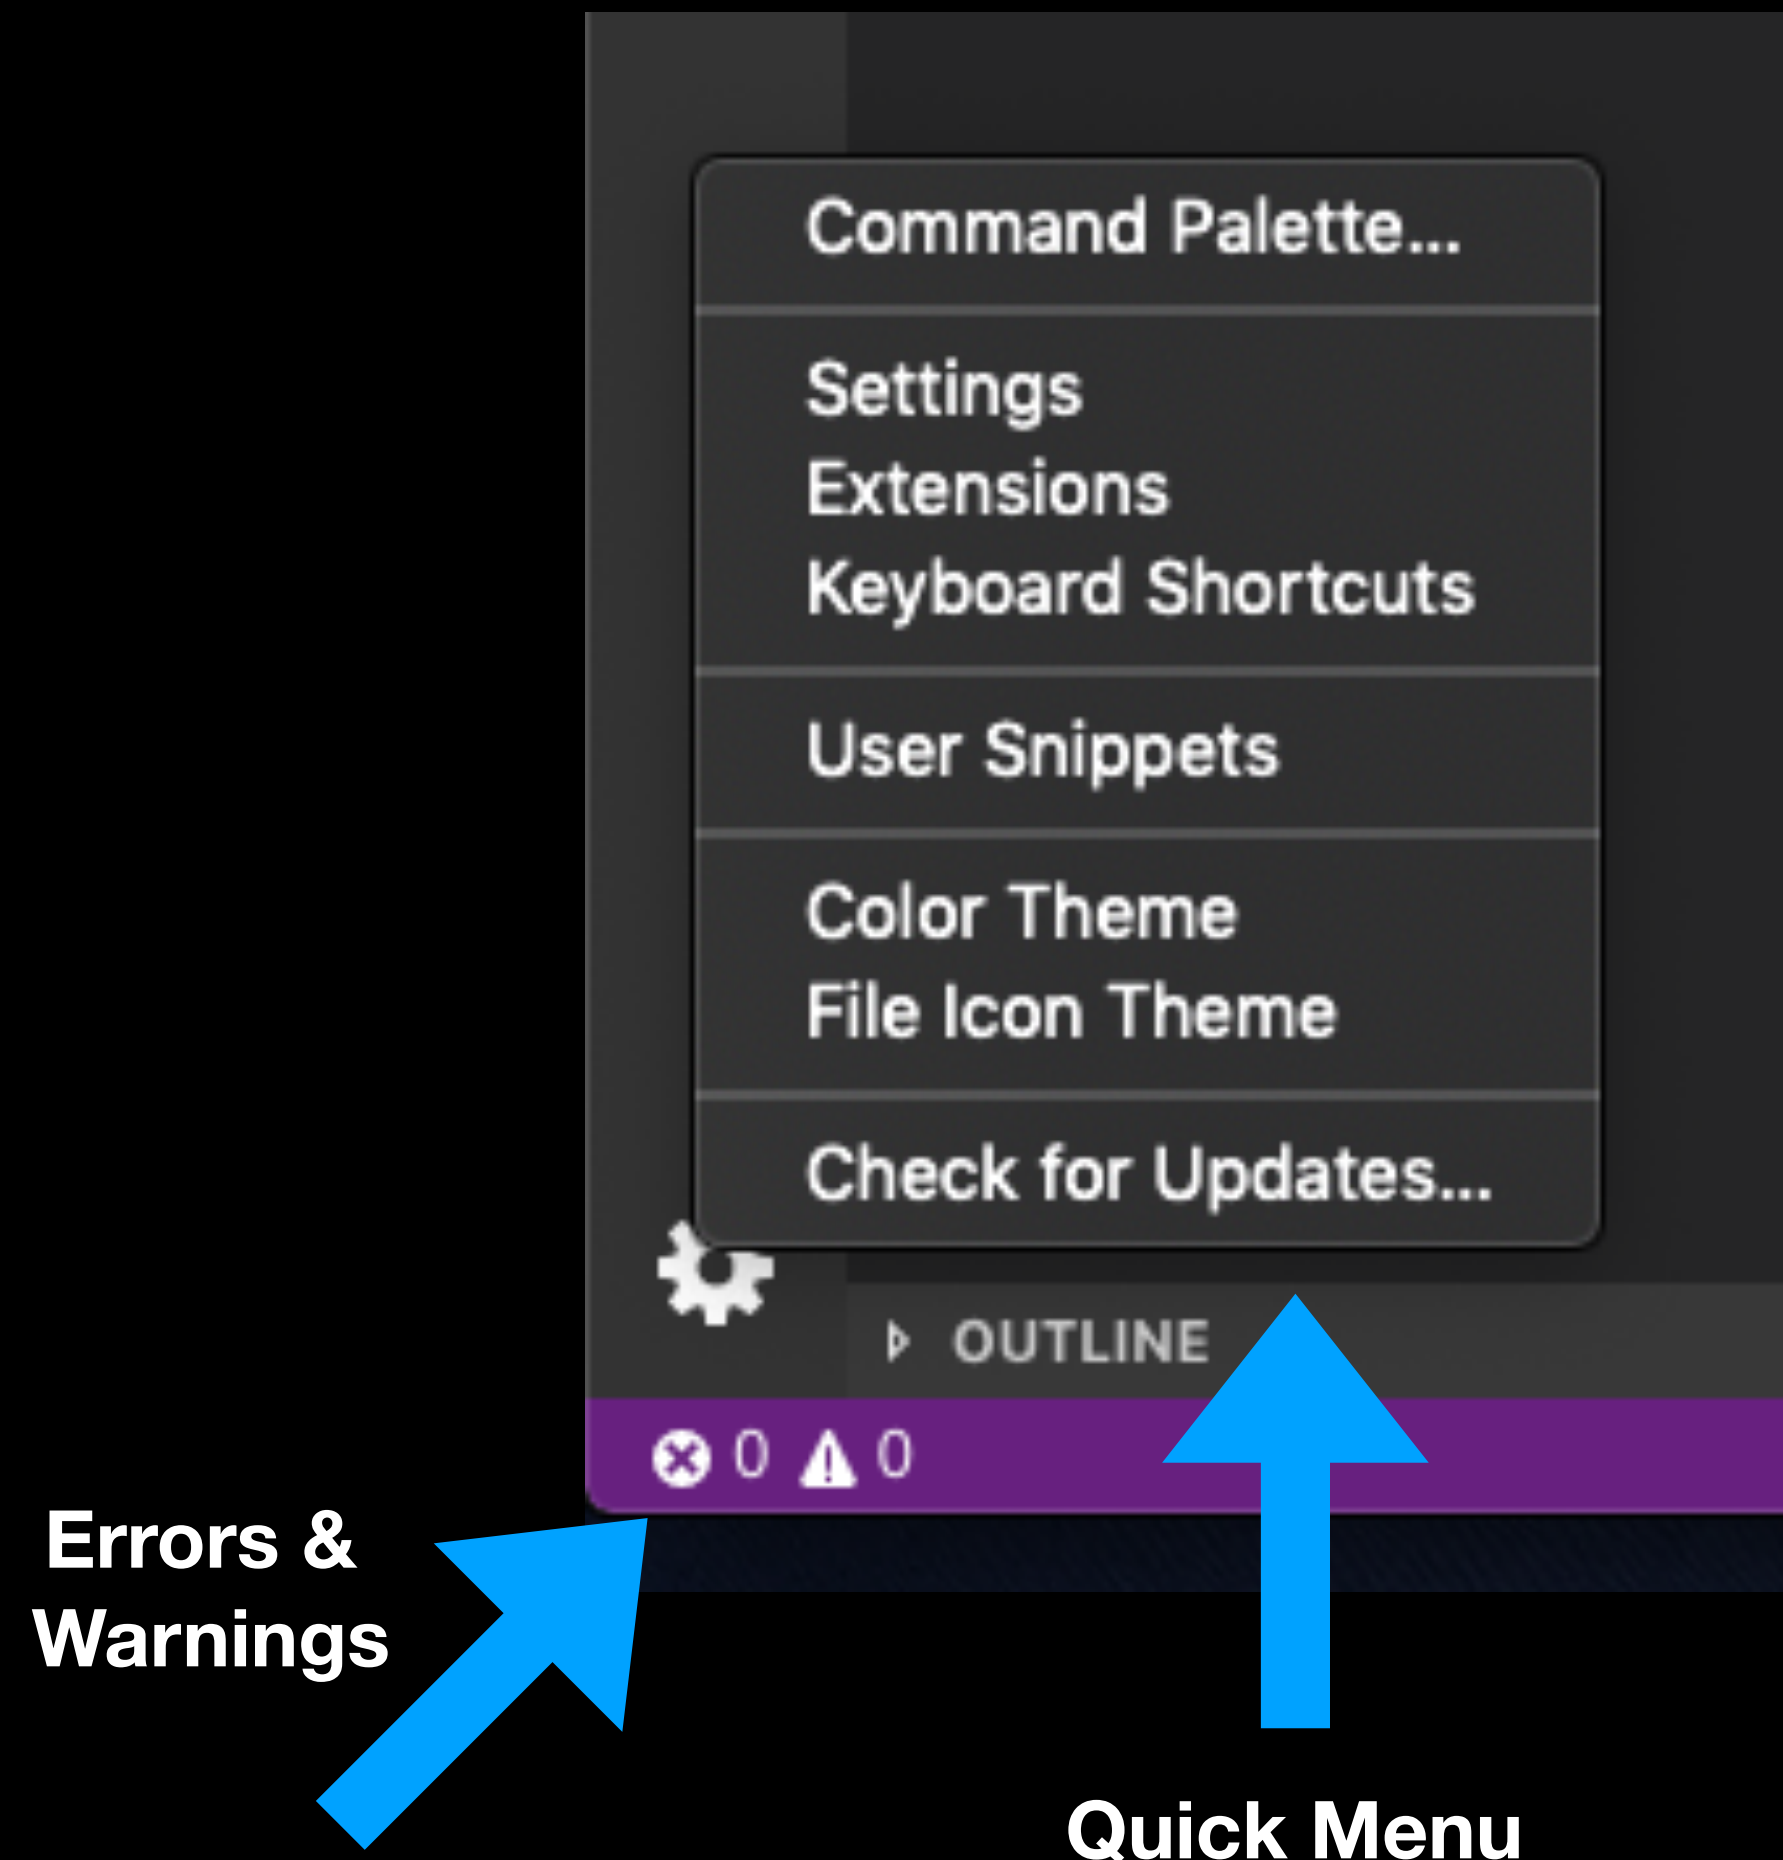 Command Palette...
Settings
Extensions
Keyboard Shortcuts
User Snippets
Color Theme
File Icon Theme
Check for Updates...
OUTLINE
0 0
Errors &
Warnings
Quick Menu